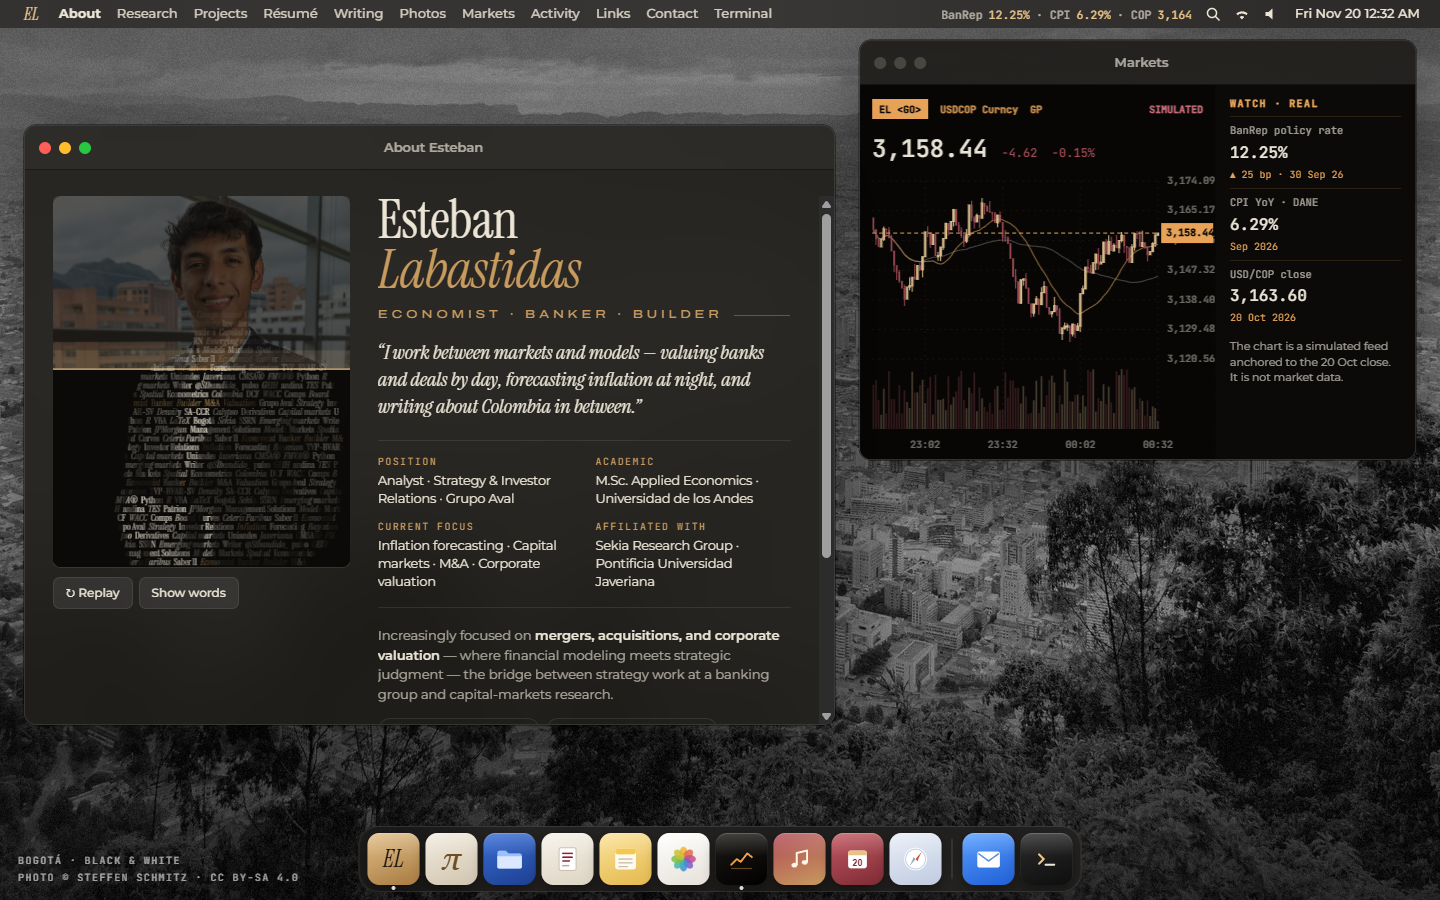 EL About Research Projects Résumé Writing Photos Markets Activity Links Contact Terminal
BanRep 12.25% · CPI 6.29% · COP 3,164
Fri Nov 20 12:32 AM
About Esteban
Esteban
Labastidas
ECONOMIST · BANKER · BUILDER
“I work between markets and models — valuing banks
and deals by day, forecasting inflation at night, and
writing about Colombia in between.”
POSITION
Analyst · Strategy & Investor
Relations · Grupo Aval
ACADEMIC
M.Sc. Applied Economics ·
Universidad de los Andes
CURRENT FOCUS
Inflation forecasting · Capital
markets · M&A · Corporate
valuation
AFFILIATED WITH
Sekia Research Group ·
Pontificia Universidad
Javeriana
Increasingly focused on mergers, acquisitions, and corporate
valuation — where financial modeling meets strategic
judgment — the bridge between strategy work at a banking
group and capital-markets research.
↻ Replay
Show words
Markets
EL <GO> USDCOP Curncy GP SIMULATED
3,158.44 -4.62 -0.15%
3,174.09
3,165.17
3,158.44
3,147.32
3,138.40
3,129.48
3,120.56
23:02 23:32 00:02 00:32
WATCH · REAL
BanRep policy rate
12.25%
▲ 25 bp · 30 Sep 26
CPI YoY · DANE
6.29%
Sep 2026
USD/COP close
3,163.60
20 Oct 2026
The chart is a simulated feed
anchored to the 20 Oct close.
It is not market data.
BOGOTÁ · BLACK & WHITE
PHOTO © STEFFEN SCHMITZ · CC BY-SA 4.0
EL
π
20